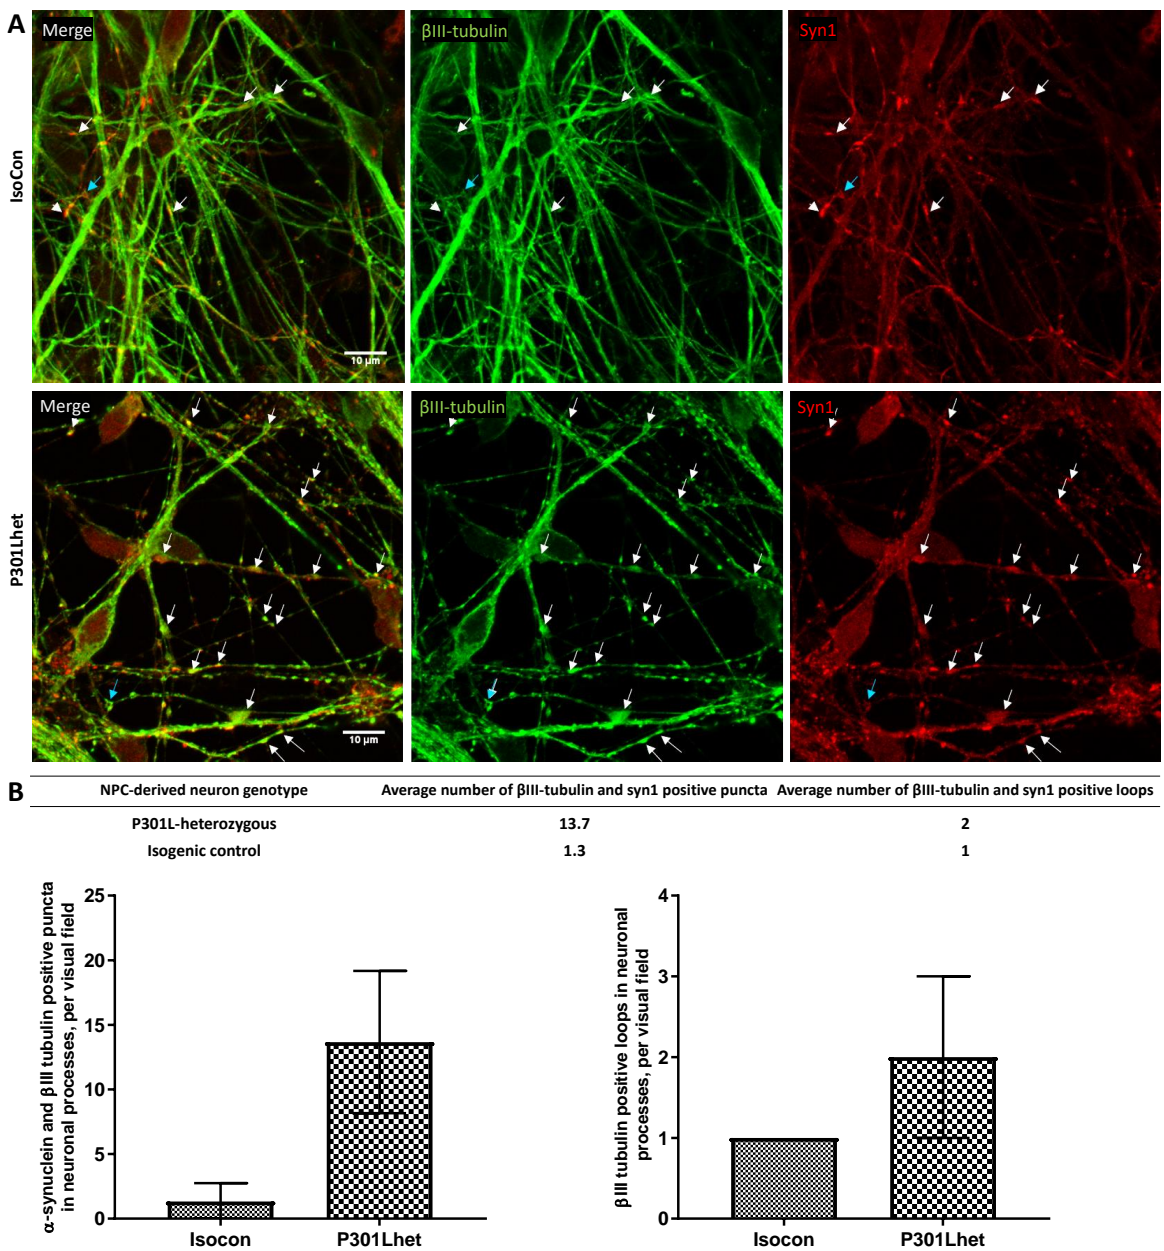 A
Merge
βIII-tubulin
Syn1
IsoCon
10 µm
Merge
βIII-tubulin
Syn1
P301Lhet
10 µm
B
NPC-derived neuron genotype Average number of βIII-tubulin and syn1 positive puncta Average number of βIII-tubulin and syn1 positive loops
P301L-heterozygous 13.7 2
Isogenic control 1.3 1
α-synuclein and βIII tubulin positive puncta
in neuronal processes, per visual field
25
20
15
10
5
0
Isocon P301Lhet
βIII tubulin positive loops in neuronal
processes, per visual field
4
3
2
1
0
Isocon P301Lhet